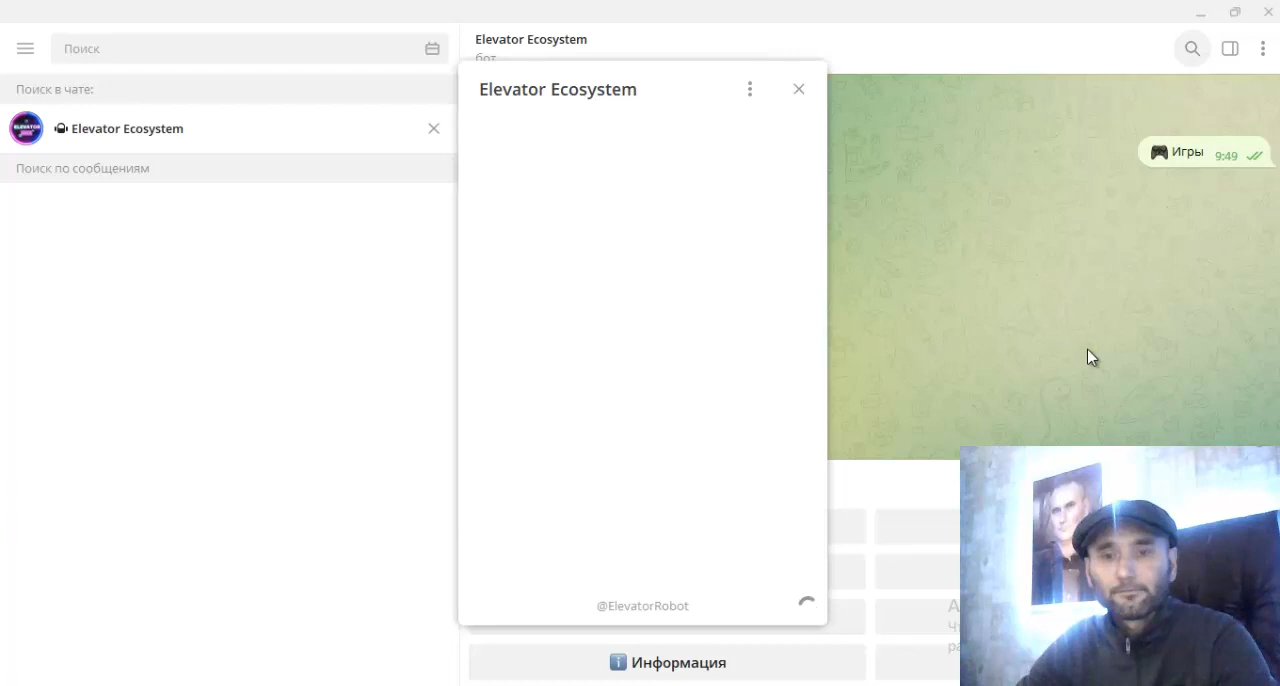 Elevator Ecosystem
бот
Поиск
Поиск в чате:
Elevator Ecosystem
Поиск по сообщениям
Elevator Ecosystem
Игры 9:49
@ElevatorRobot
Информация